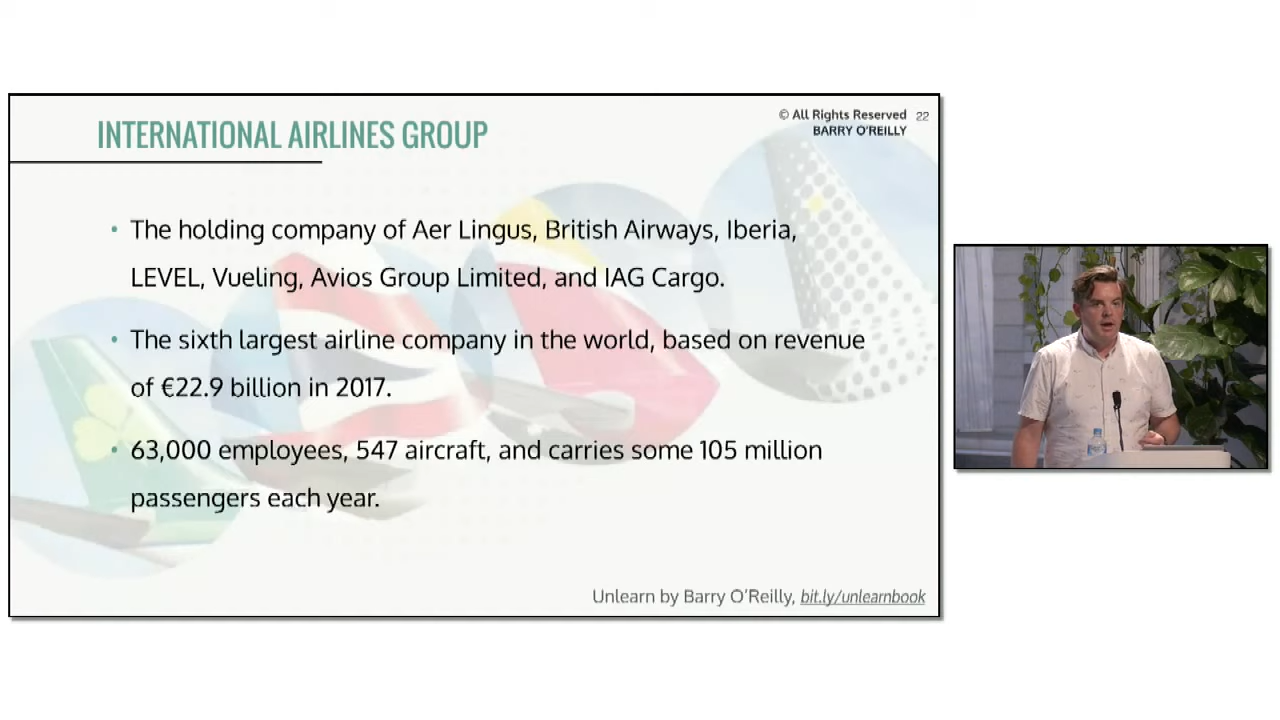 INTERNATIONAL AIRLINES GROUP
© All Rights Reserved 22
BARRY O'REILLY
• The holding company of Aer Lingus, British Airways, Iberia,
LEVEL, Vueling, Avios Group Limited, and IAG Cargo.
• The sixth largest airline company in the world, based on revenue
of €22.9 billion in 2017.
• 63,000 employees, 547 aircraft, and carries some 105 million
passengers each year.
Unlearn by Barry O'Reilly, bit.ly/unlearnbook